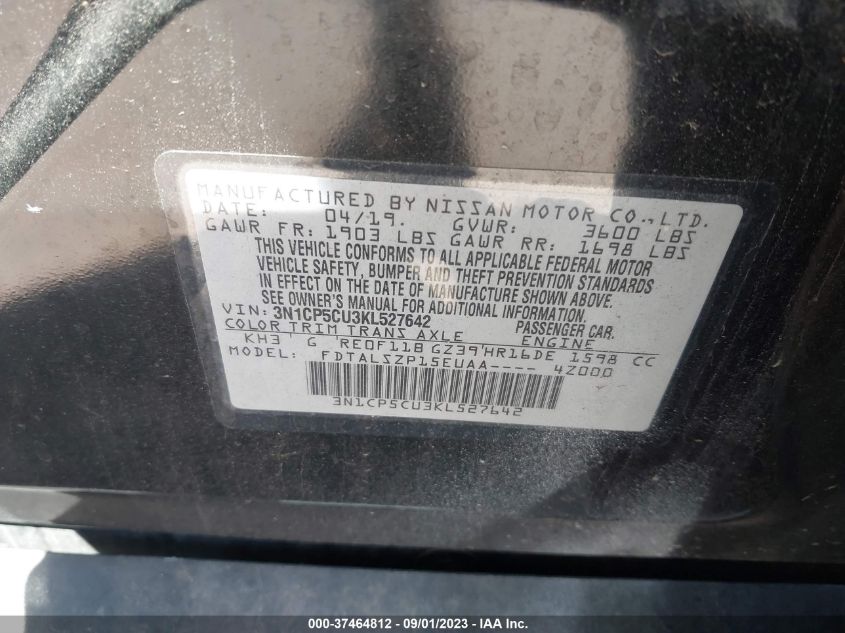 MANUFACTURED BY NISSAN MOTOR CO., LTD.
DATE: 04/19. GVWR: 3600 LBS
GAWR FR: 1903 LBS GAWR RR: 1698 LBS
THIS VEHICLE CONFORMS TO ALL APPLICABLE FEDERAL MOTOR
VEHICLE SAFETY, BUMPER AND THEFT PREVENTION STANDARDS
IN EFFECT ON THE DATE OF MANUFACTURE SHOWN ABOVE.
SEE OWNER'S MANUAL FOR ADDITIONAL INFORMATION.
VIN: 3N1CP5CU3KL527642 PASSENGER CAR.
COLOR TRIM TRANS AXLE ENGINE
KH3' G 'RE0F11B GZ39'HR16DE 1598 CC
MODEL: FDTALSZP15EUAA---- 4Z000
3N1CP5CU3KL527642
000-37464812 - 09/01/2023 - IAA Inc.